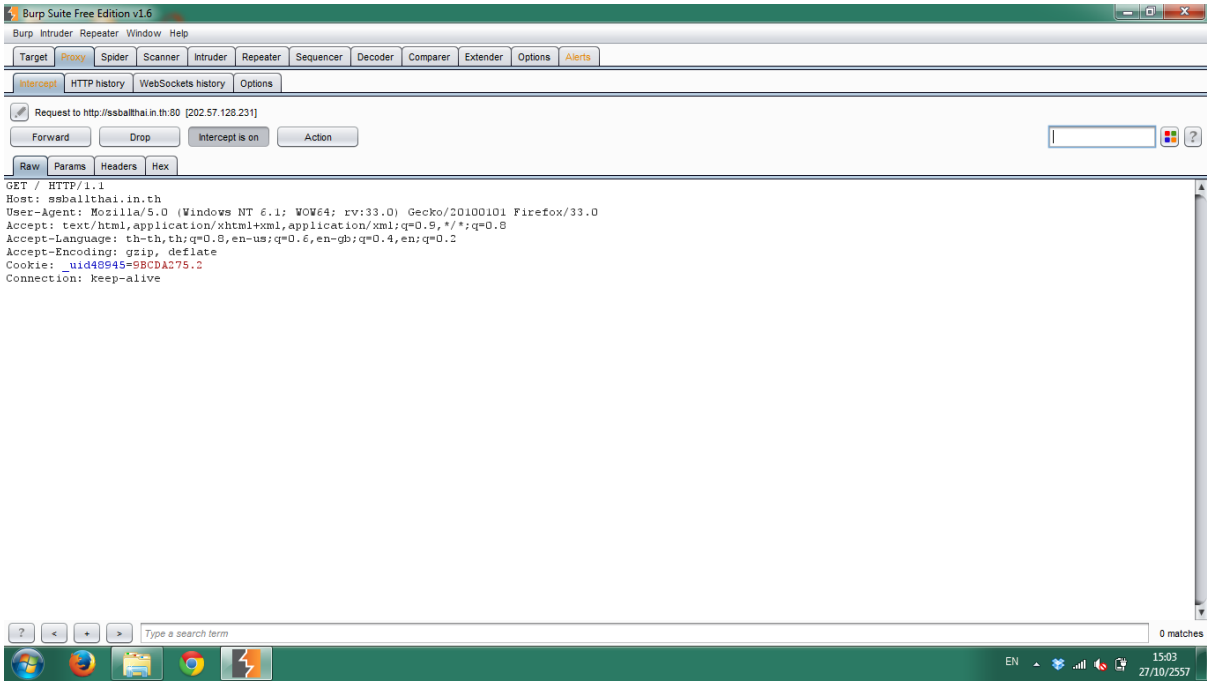 Burp Suite Free Edition v1.6
Burp Intruder Repeater Window Help
Target Proxy Spider Scanner Intruder Repeater Sequencer Decoder Comparer Extender Options Alerts
Intercept HTTP history WebSockets history Options
Request to http://ssballthai.in.th:80 [202.57.128.231]
Forward Drop Intercept is on Action ?
Raw Params Headers Hex
GET / HTTP/1.1
Host: ssballthai.in.th
User-Agent: Mozilla/5.0 (Windows NT 6.1; WOW64; rv:33.0) Gecko/20100101 Firefox/33.0
Accept: text/html,application/xhtml+xml,application/xml;q=0.9,*/*;q=0.8
Accept-Language: th-th,th;q=0.8,en-us;q=0.6,en-gb;q=0.4,en;q=0.2
Accept-Encoding: gzip, deflate
Cookie: _uid48945=9BCDA275.2
Connection: keep-alive
? < + > Type a search term 0 matches
EN 15:03
27/10/2557